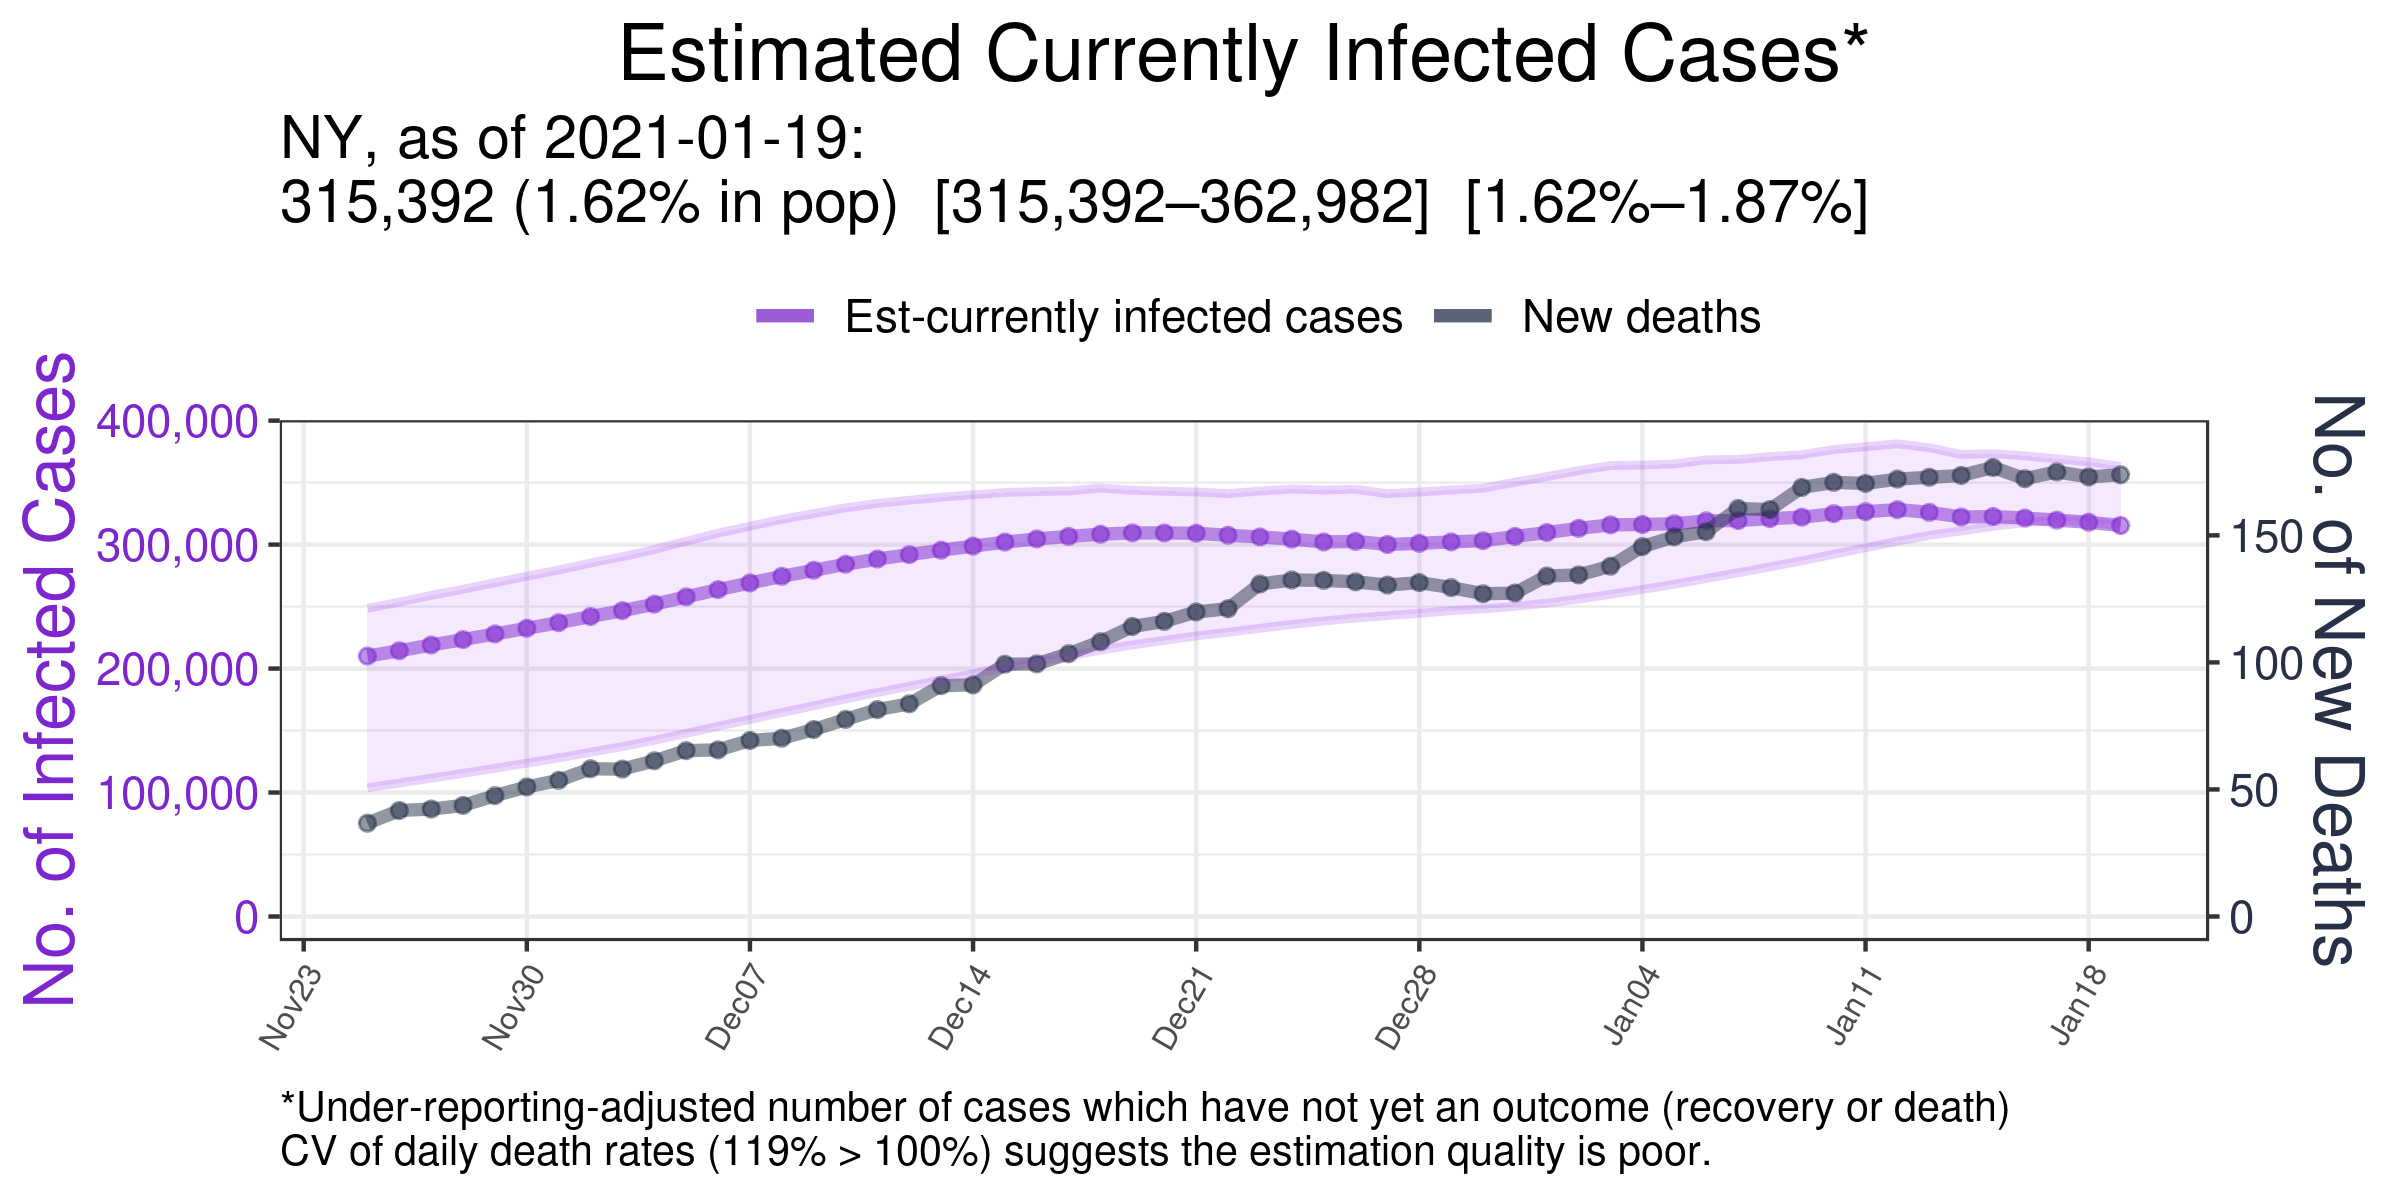 Estimated Currently Infected Cases*
NY, as of 2021-01-19:
315,392 (1.62% in pop)  [315,392–362,982]  [1.62%–1.87%]
Est-currently infected cases
New deaths
No. of Infected Cases
400,000
300,000
200,000
100,000
0
No. of New Deaths
150
100
50
0
Nov23
Nov30
Dec07
Dec14
Dec21
Dec28
Jan04
Jan11
Jan18
*Under-reporting-adjusted number of cases which have not yet an outcome (recovery or death)
CV of daily death rates (119% > 100%) suggests the estimation quality is poor.